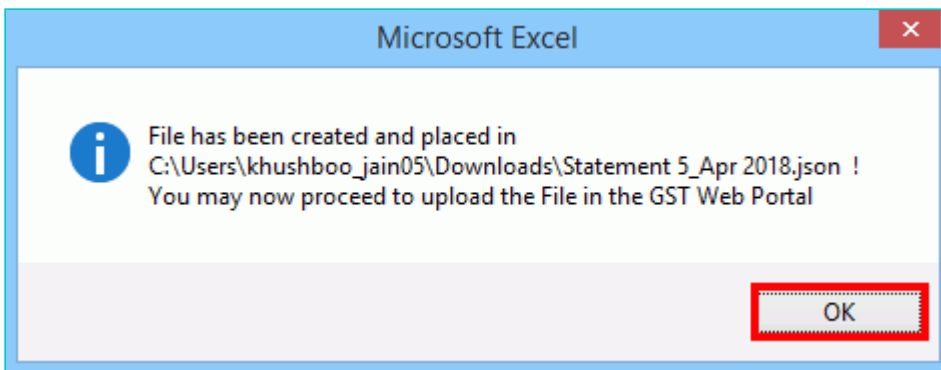 Microsoft Excel
File has been created and placed in
C:\Users\khushboo_jain05\Downloads\Statement 5_Apr 2018.json  !
You may now proceed to upload the File in the GST Web Portal
OK